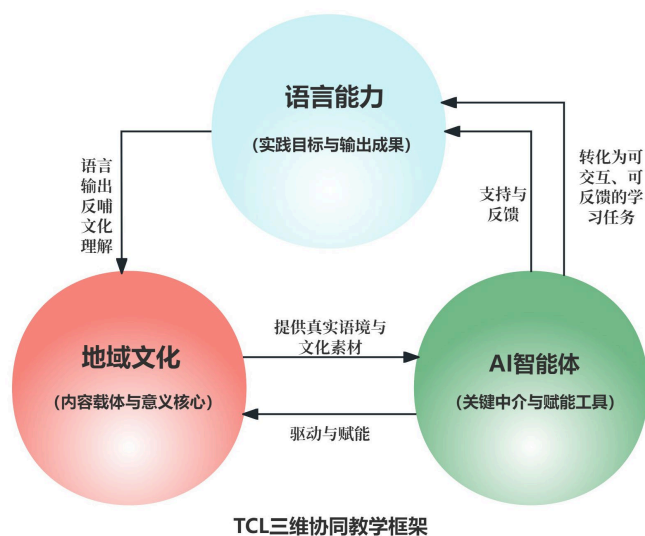 语言能力
(实践目标与输出成果)
语言
输出
反哺
文化
理解
支持与
反馈
转化为可
交互、可
反馈的学
习任务
地域文化
(内容载体与意义核心)
提供真实语境与
文化素材
驱动与赋能
AI智能体
(关键中介与赋能工具)
TCL三维协同教学框架